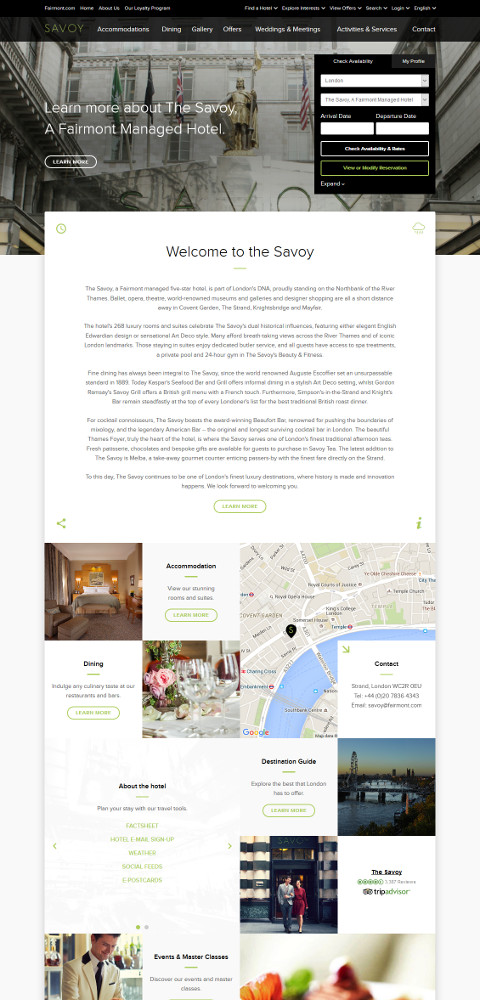 Fairmont.com Home About Us Our Loyalty Program
Find a Hotel Explore Interests View Offers Search Login English
SAVOY Accommodations Dining Gallery Offers Weddings & Meetings Activities & Services Contact
Check Availability My Profile
London
The Savoy, A Fairmont Managed Hotel
Arrival Date Departure Date
Check Availability & Rates
View or Modify Reservation
Expand
Learn more about The Savoy,
A Fairmont Managed Hotel.
LEARN MORE
Welcome to the Savoy
The Savoy, a Fairmont managed five-star hotel, is part of London's DNA, proudly standing on the Northbank of the River
Thames. Ballet, opera, theatre, world-renowned museums and galleries and designer shopping are all a short distance
away in Covent Garden, The Strand, Knightsbridge and Mayfair.
The hotel's 268 luxury rooms and suites celebrate The Savoy's dual historical influences, featuring either elegant English
Edwardian design or sensational Art Deco style. Many afford breath taking views across the River Thames and of iconic
London landmarks. Those staying in suites enjoy dedicated butler service, and all guests have access to spa treatments,
a private pool and 24-hour gym in The Savoy's Beauty & Fitness.
Fine dining has always been integral to The Savoy, since the world renowned Auguste Escoffier set an unsurpassable
standard in 1889. Today Kaspar's Seafood Bar and Grill offers informal dining in a stylish Art Deco setting, whilst Gordon
Ramsay's Savoy Grill offers a British grill menu with a French touch. Furthermore, Simpson's-in-the-Strand and Knight's
Bar remain steadfastly at the top of every Londoner's list for the best traditional British roast dinner.
For cocktail connoisseurs, The Savoy boasts the award-winning Beaufort Bar, renowned for pushing the boundaries of
mixology, and the legendary American Bar – the original and longest surviving cocktail bar in London. The beautiful
Thames Foyer, truly the heart of the hotel, is where the Savoy serves one of London's finest traditional afternoon teas.
Fresh patisserie, chocolates and bespoke gifts are available for guests to purchase in Savoy Tea. The latest addition to
The Savoy is Melba, a take-away gourmet counter enticing passers-by with the finest fare directly on the Strand.
To this day, The Savoy continues to be one of London's finest luxury destinations, where history is made and innovation
happens. We look forward to welcoming you.
LEARN MORE
Accommodation
View our stunning
rooms and suites.
LEARN MORE
Royal Courts of Justice
Ye Olde Cheshire Cheese
City Tha
Temple Church
Royal Opera House
King's College
London
COVENT GARDEN
Somerset House
Temple
Charing Cross
Embankment
Southbank Centre
Google
Map data ©
Dining
Indulge any culinary taste at our
restaurants and bars.
LEARN MORE
Contact
Strand, London WC2R 0EU
Tel: +44 (0)20 7836 4343
Email: savoy@fairmont.com
About the hotel
Plan your stay with our travel tools.
FACTSHEET
HOTEL E-MAIL SIGN-UP
WEATHER
SOCIAL FEEDS
E-POSTCARDS
Destination Guide
Explore the best that London
has to offer.
LEARN MORE
SAVOY
The Savoy
Reviews
tripadvisor
Events & Master Classes
Discover our events and master
classes.